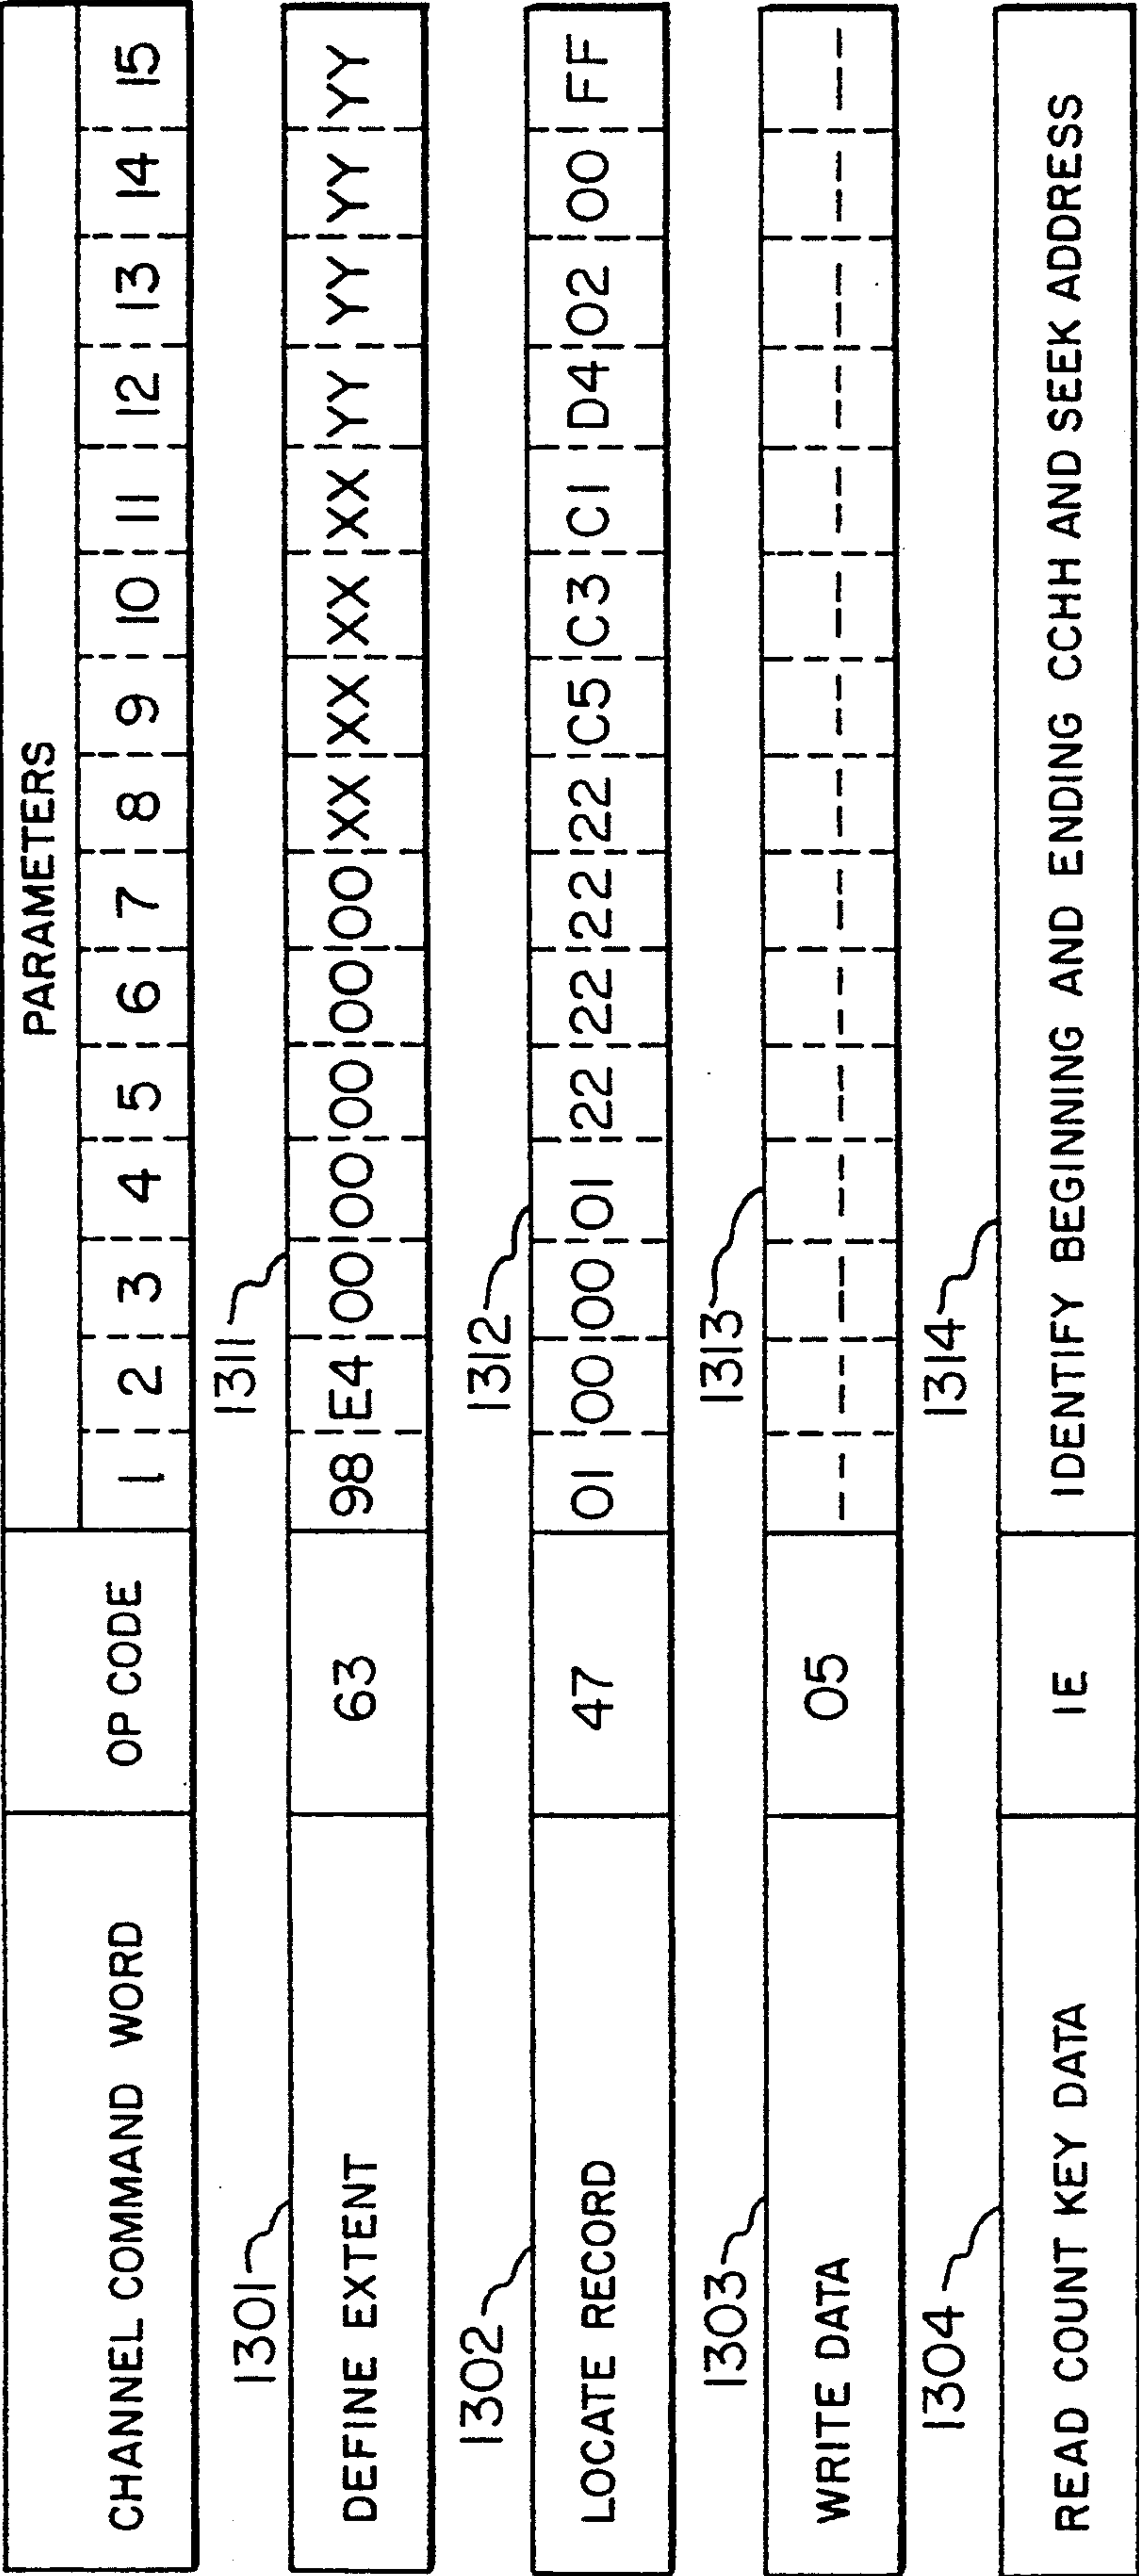 PARAMETERS
CHANNEL COMMAND WORD OP CODE 1 2 3 4 5 6 7 8 9 10 11 12 13 14 15
1301 1311
DEFINE EXTENT 63 98 E4 00 00 00 00 00 XX XX XX XX YY YY YY YY
1302 1312
LOCATE RECORD 47 01 00 00 01 22 22 22 22 C5 C3 C1 D4 02 00 FF
1303 1313
WRITE DATA 05 -- -- -- -- -- -- -- -- -- -- -- -- -- -- --
1304 1314
READ COUNT KEY DATA 1E IDENTIFY BEGINNING AND ENDING CCHH AND SEEK ADDRESS